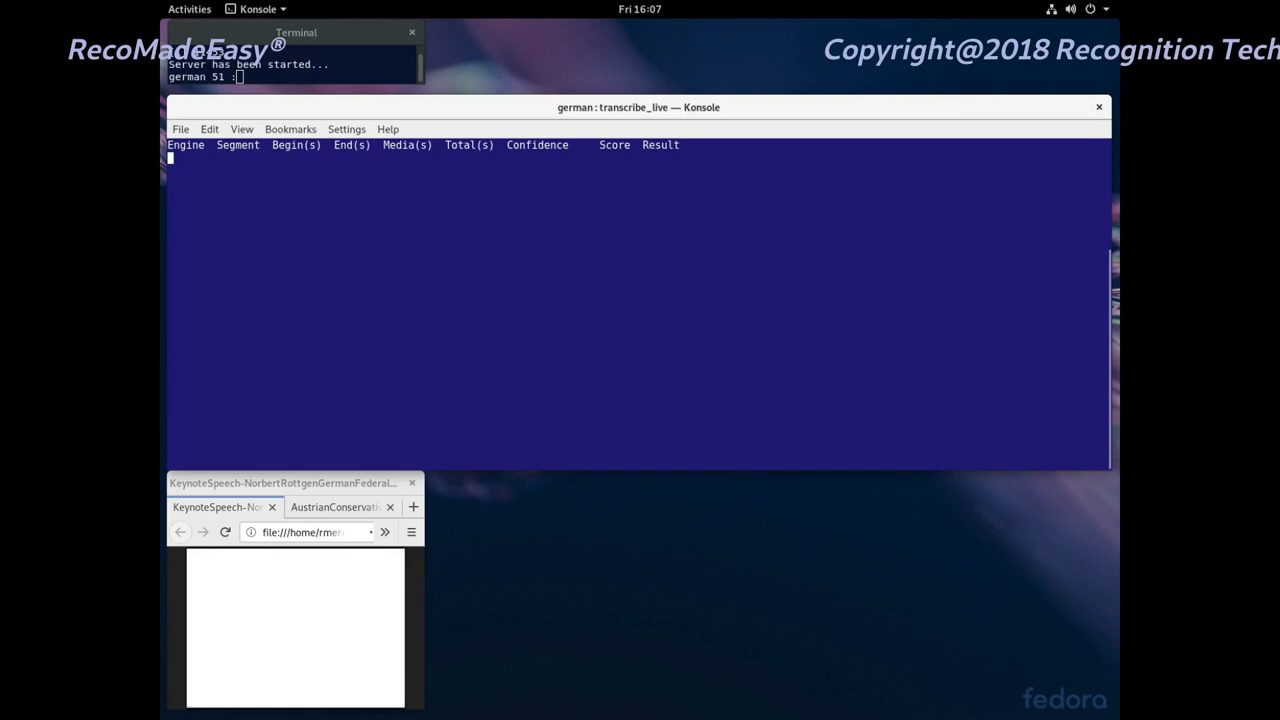 Activities Konsole Fri 16:07
Terminal
RecoMadeEasy® Copyright@2018 Recognition Tech
Server has been started...
german 51 :
german : transcribe_live — Konsole
File Edit View Bookmarks Settings Help
Engine Segment Begin(s) End(s) Media(s) Total(s) Confidence Score Result
KeynoteSpeech-NorbertRottgenGermanFederal...
KeynoteSpeech-Nor AustrianConservati
file:///home/rmer
fedora